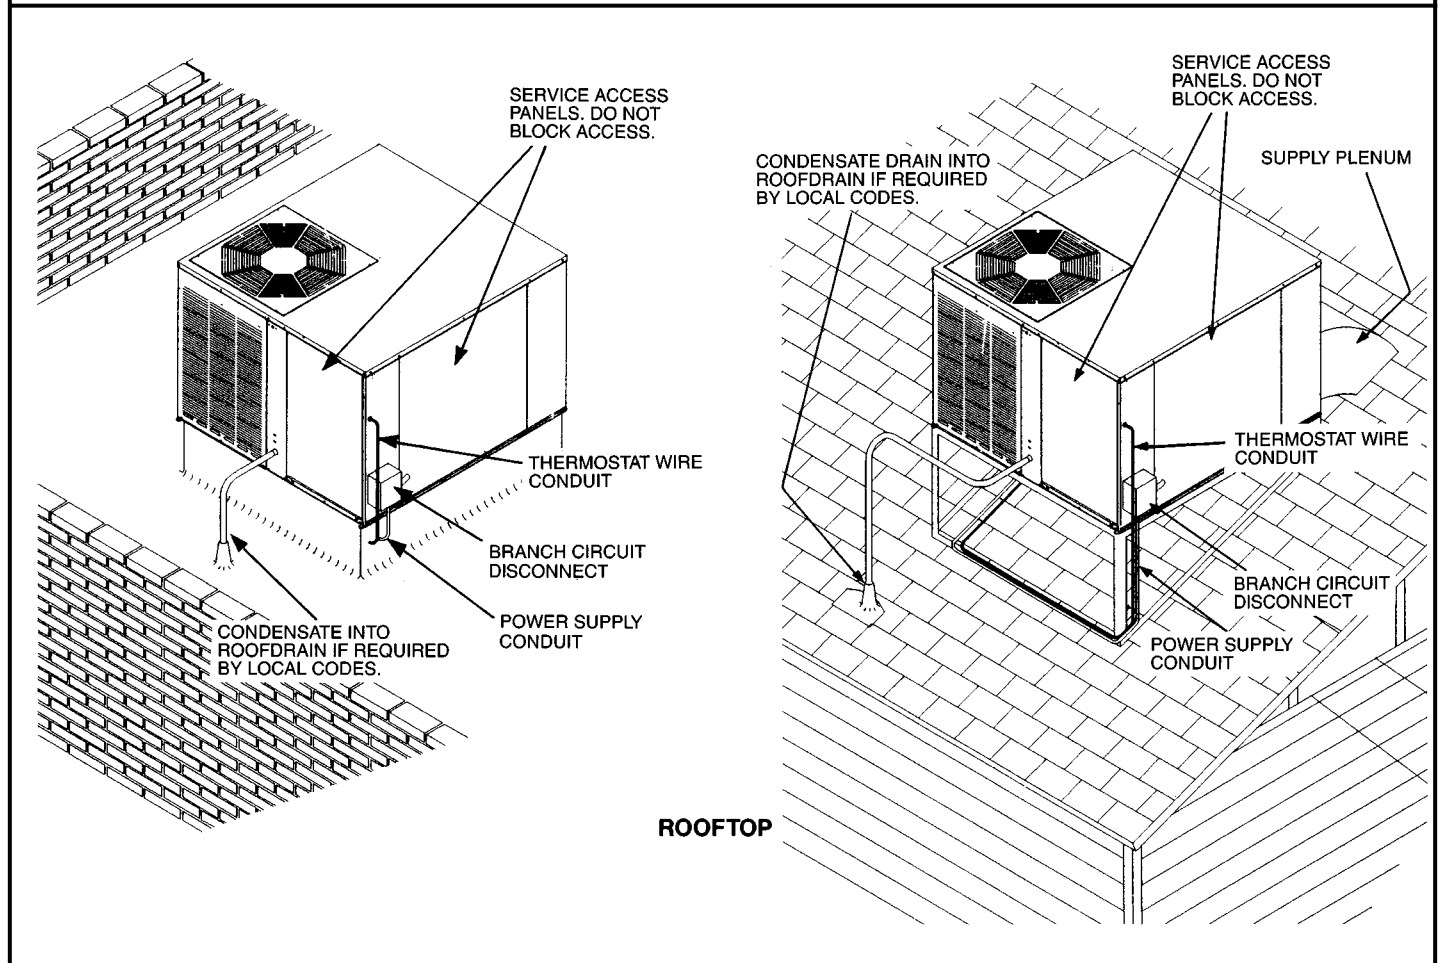 SERVICE ACCESS
PANELS. DO NOT
BLOCK ACCESS.
THERMOSTAT WIRE
CONDUIT
BRANCH CIRCUIT
DISCONNECT
POWER SUPPLY
CONDUIT
CONDENSATE INTO
ROOFDRAIN IF REQUIRED
BY LOCAL CODES.
ROOFTOP
SERVICE ACCESS
PANELS. DO NOT
BLOCK ACCESS.
CONDENSATE DRAIN INTO
ROOFDRAIN IF REQUIRED
BY LOCAL CODES.
SUPPLY PLENUM
THERMOSTAT WIRE
CONDUIT
BRANCH CIRCUIT
DISCONNECT
POWER SUPPLY
CONDUIT